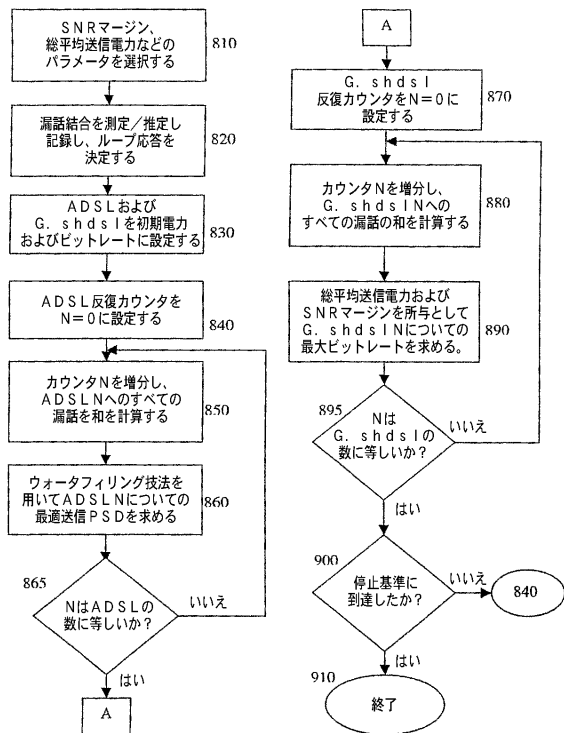 SNRマージン、
総平均送信電力などの
パラメータを選択する
810
漏話結合を測定／推定し
記録し、ループ応答を
決定する
820
ADSLおよび
G. shdslを初期電力
およびビットレートに設定する
830
ADSL反復カウンタを
N=0に設定する
840
カウンタNを増分し、
ADSLNへのすべての
漏話を和を計算する
850
ウォータフィリング技法を
用いてADSLNについての
最適送信PSDを求める
860
865
NはADSLの
数に等しいか？
いいえ
はい
A
A
G. shdsl
反復カウンタをN=0に
設定する
870
カウンタNを増分し、
G. shdslNへの
すべての漏話の和を計算する
880
総平均送信電力および
SNRマージンを所与として
G. shdslNについての
最大ビットレートを求める。
890
895
Nは
G. shdslの
数に等しいか？
いいえ
はい
900
停止基準に
到達したか？
いいえ
840
はい
910
終了